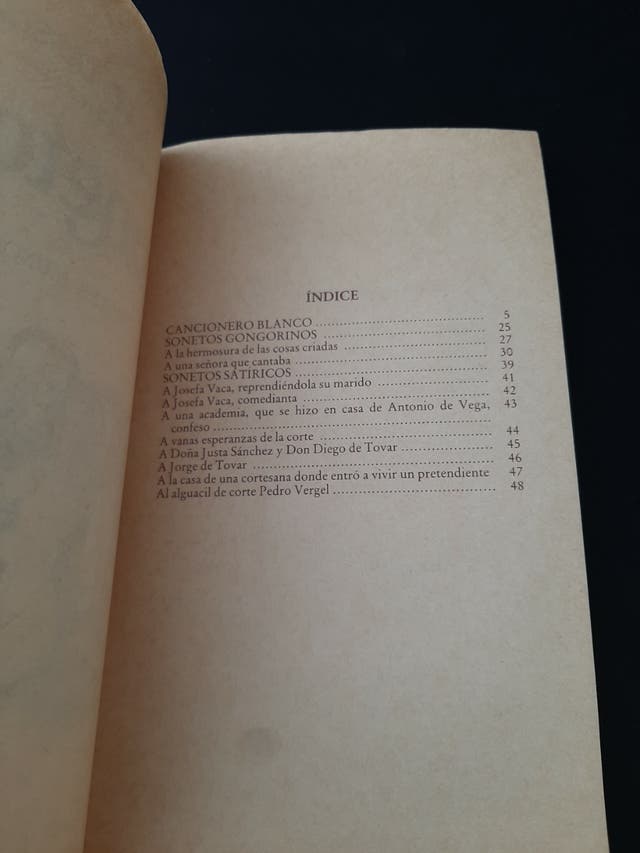 ÍNDICE
CANCIONERO BLANCO ........ 5
SONETOS GONGORINOS ........ 25
A la hermosura de las cosas criadas ........ 27
A una señora que cantaba ........ 30
SONETOS SATÍRICOS ........ 39
A Josefa Vaca, reprendiéndola su marido ........ 41
A Josefa Vaca, comedianta ........ 42
A una academia, que se hizo en casa de Antonio de Vega, 43
confeso ........
A vanas esperanzas de la corte ........ 44
A Doña Justa Sánchez y Don Diego de Tovar ........ 45
A Jorge de Tovar ........ 46
A la casa de una cortesana donde entró a vivir un pretendiente 47
Al alguacil de corte Pedro Vergel ........ 48